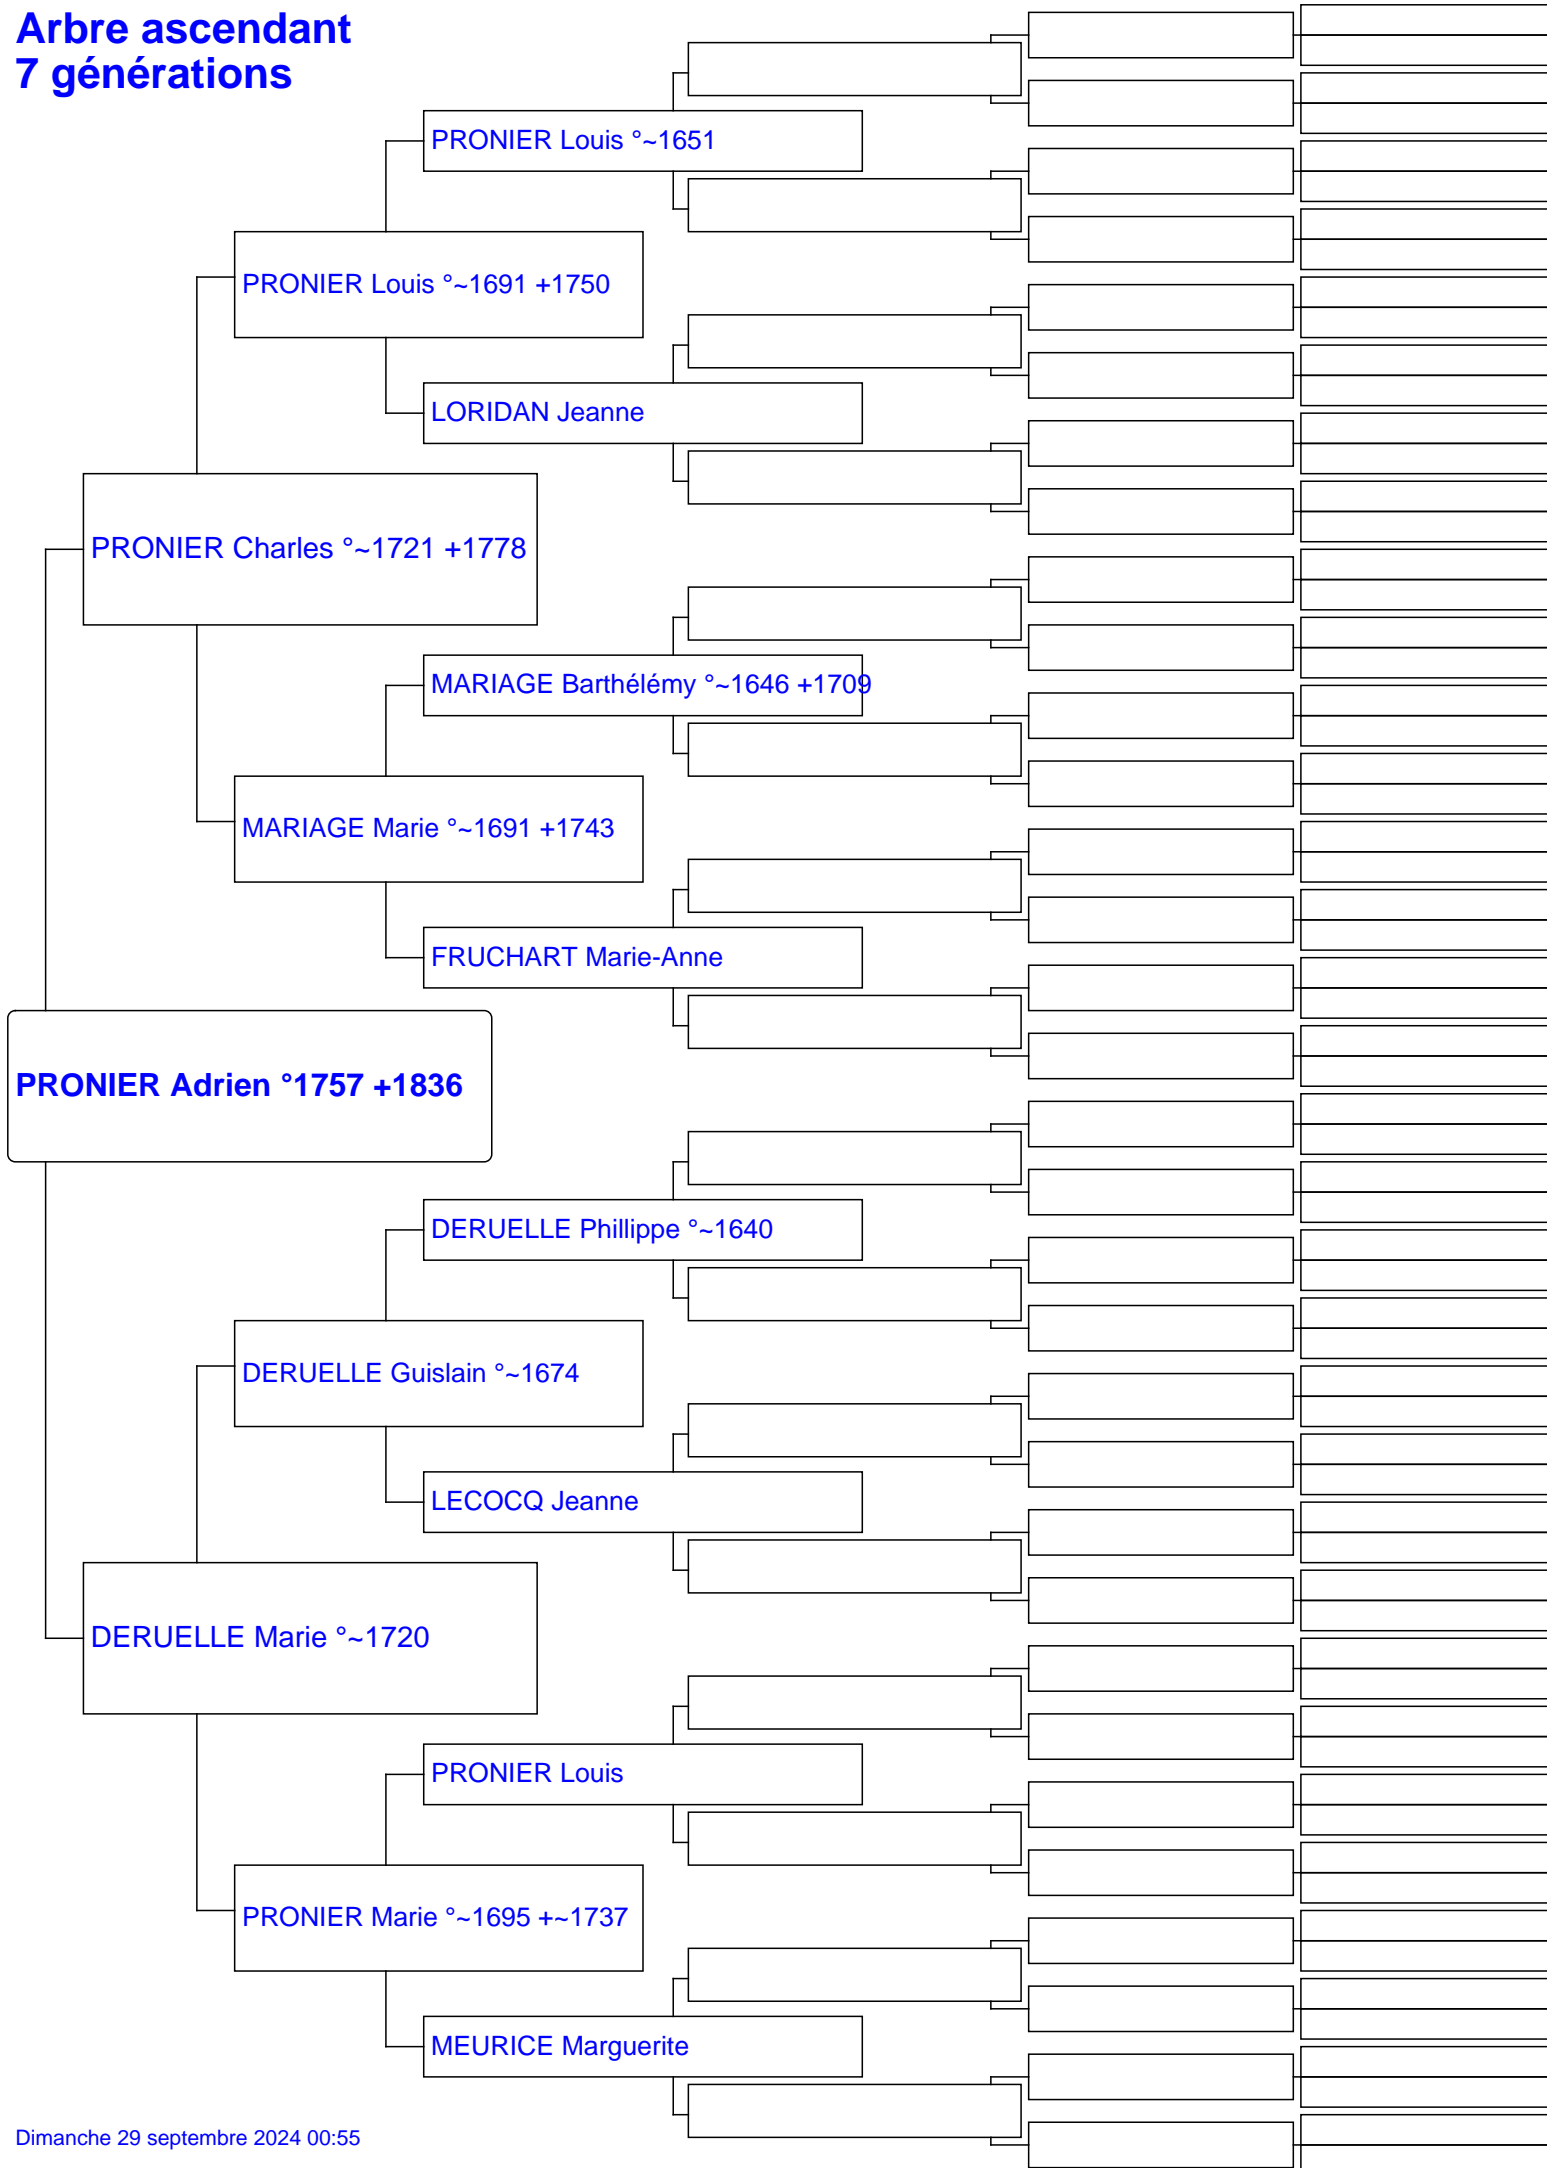 Arbre ascendant
7 générations
PRONIER Louis °~1651
PRONIER Louis °~1691 +1750
LORIDAN Jeanne
PRONIER Charles °~1721 +1778
MARIAGE Barthélémy °~1646 +1709
MARIAGE Marie °~1691 +1743
FRUCHART Marie-Anne
PRONIER Adrien °1757 +1836
DERUELLE Phillippe °~1640
DERUELLE Guislain °~1674
LECOCQ Jeanne
DERUELLE Marie °~1720
PRONIER Louis
PRONIER Marie °~1695 +~1737
MEURICE Marguerite
Dimanche 29 septembre 2024 00:55